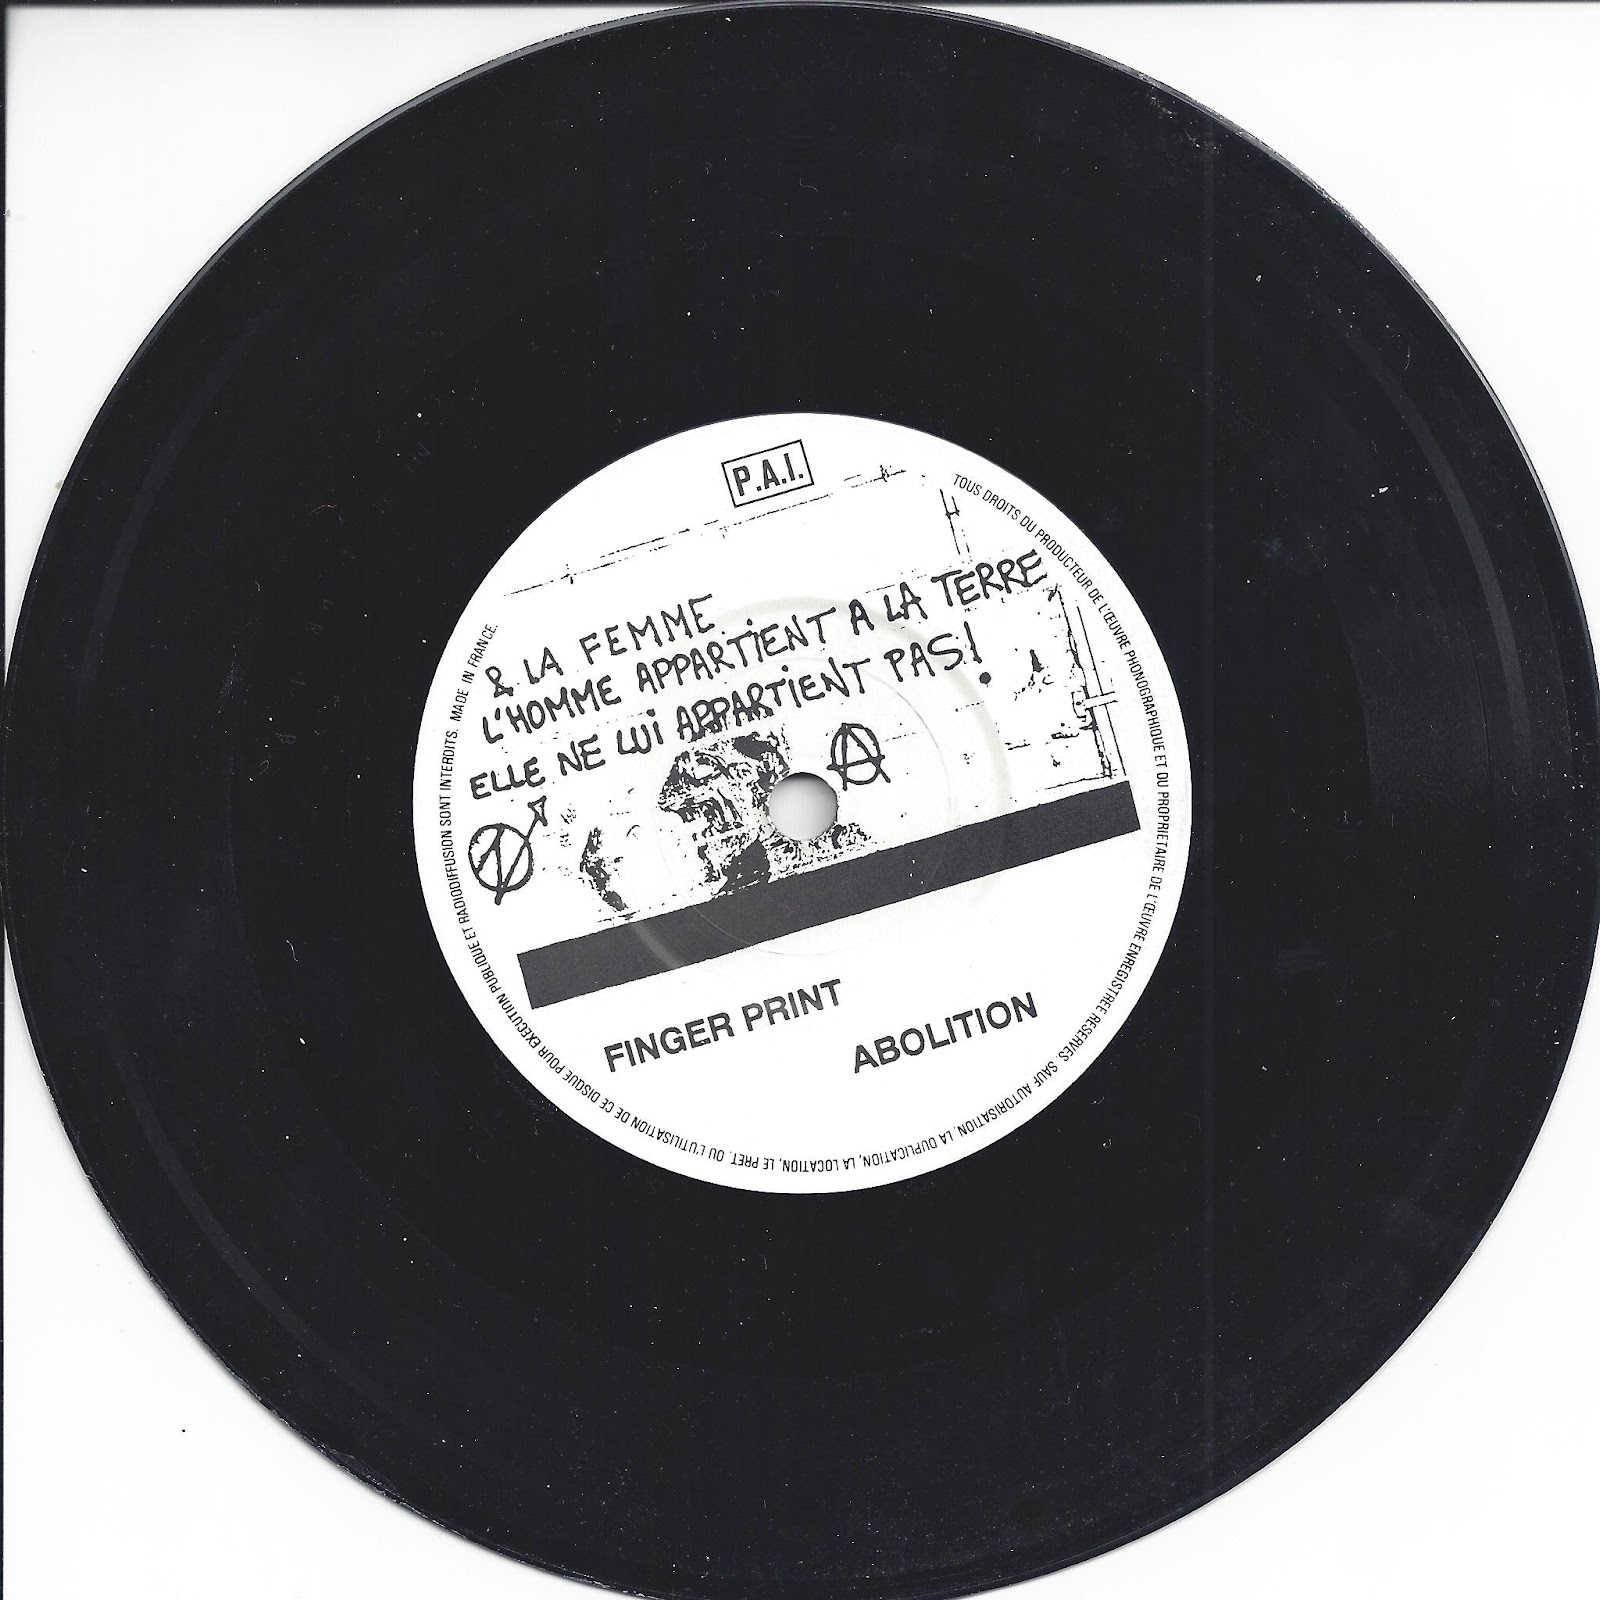 P.A.I.
& LA FEMME
L'HOMME APPARTIENT A LA TERRE,
ELLE NE LUi APPARTIENT PAS!
FINGER PRINT
ABOLITION
TOUS DROITS DU PRODUCTEUR DE L'ŒUVRE PHONOGRAPHIQUE ET DU PROPRIETAIRE DE L'ŒUVRE ENREGISTREE RESERVES. SAUF AUTORISATION, LA DUPLICATION, LA LOCATION, LE PRET, OU L'UTILISATION DE CE DISQUE POUR EXECUTION PUBLIQUE ET RADIODIFFUSION SONT INTERDITS. MADE IN FRANCE.